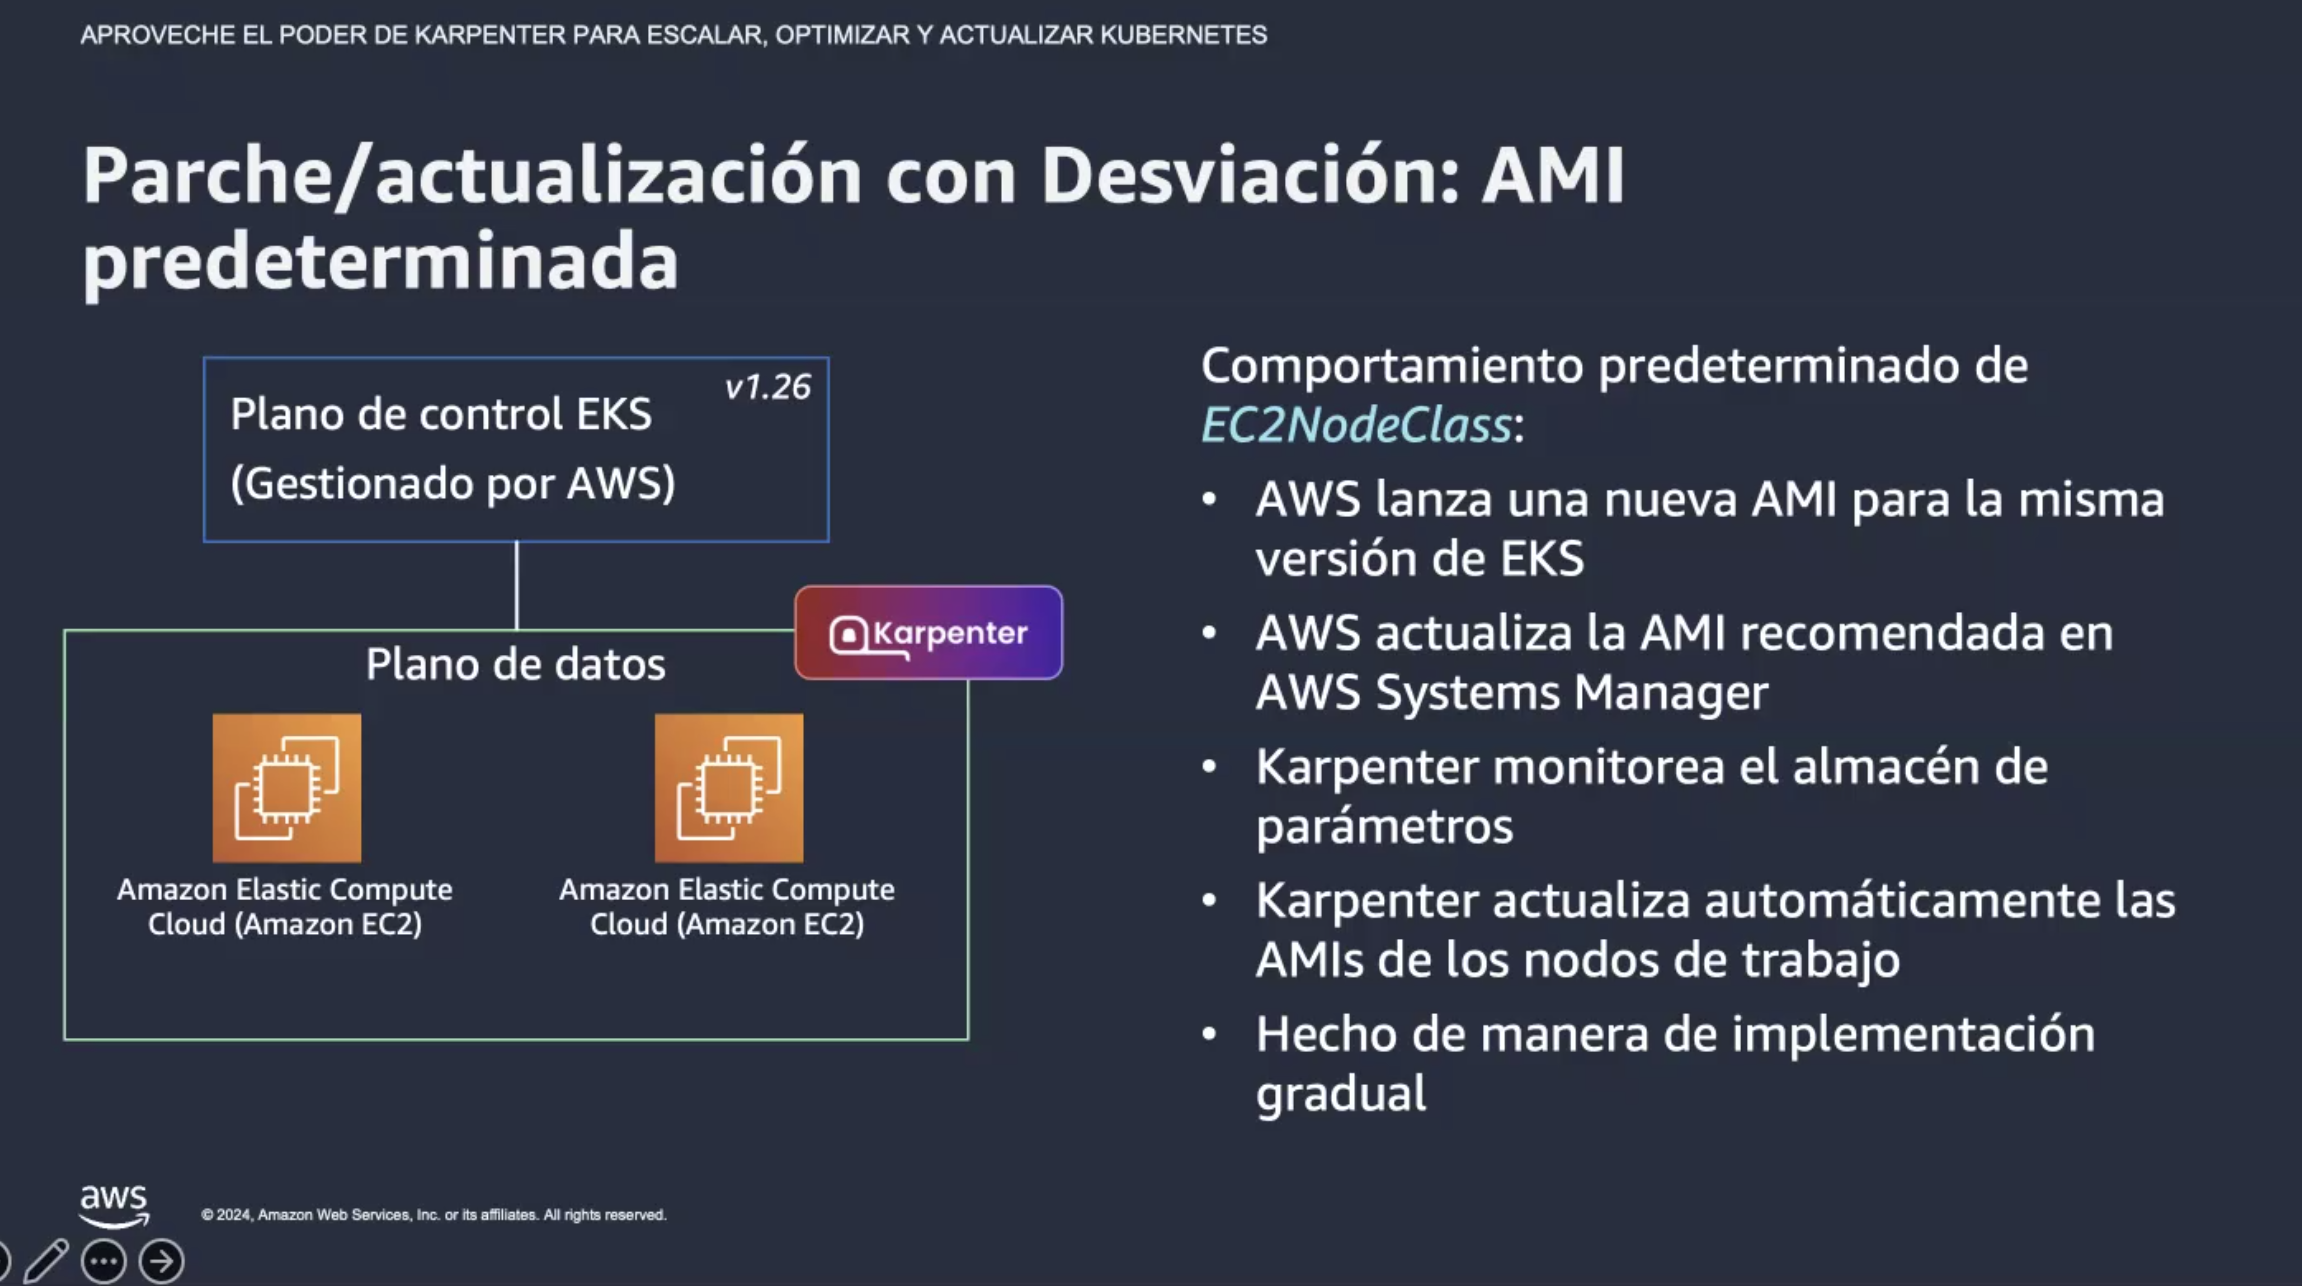 APROVECHE EL PODER DE KARPENTER PARA ESCALAR, OPTIMIZAR Y ACTUALIZAR KUBERNETES
Parche/actualización con Desviación: AMI
predeterminada
v1.26
Plano de control EKS
(Gestionado por AWS)
Karpenter
Plano de datos
Amazon Elastic Compute
Cloud (Amazon EC2)
Amazon Elastic Compute
Cloud (Amazon EC2)
Comportamiento predeterminado de
EC2NodeClass:
• AWS lanza una nueva AMI para la misma
versión de EKS
• AWS actualiza la AMI recomendada en
AWS Systems Manager
• Karpenter monitorea el almacén de
parámetros
• Karpenter actualiza automáticamente las
AMIs de los nodos de trabajo
• Hecho de manera de implementación
gradual
aws
© 2024, Amazon Web Services, Inc. or its affiliates. All rights reserved.